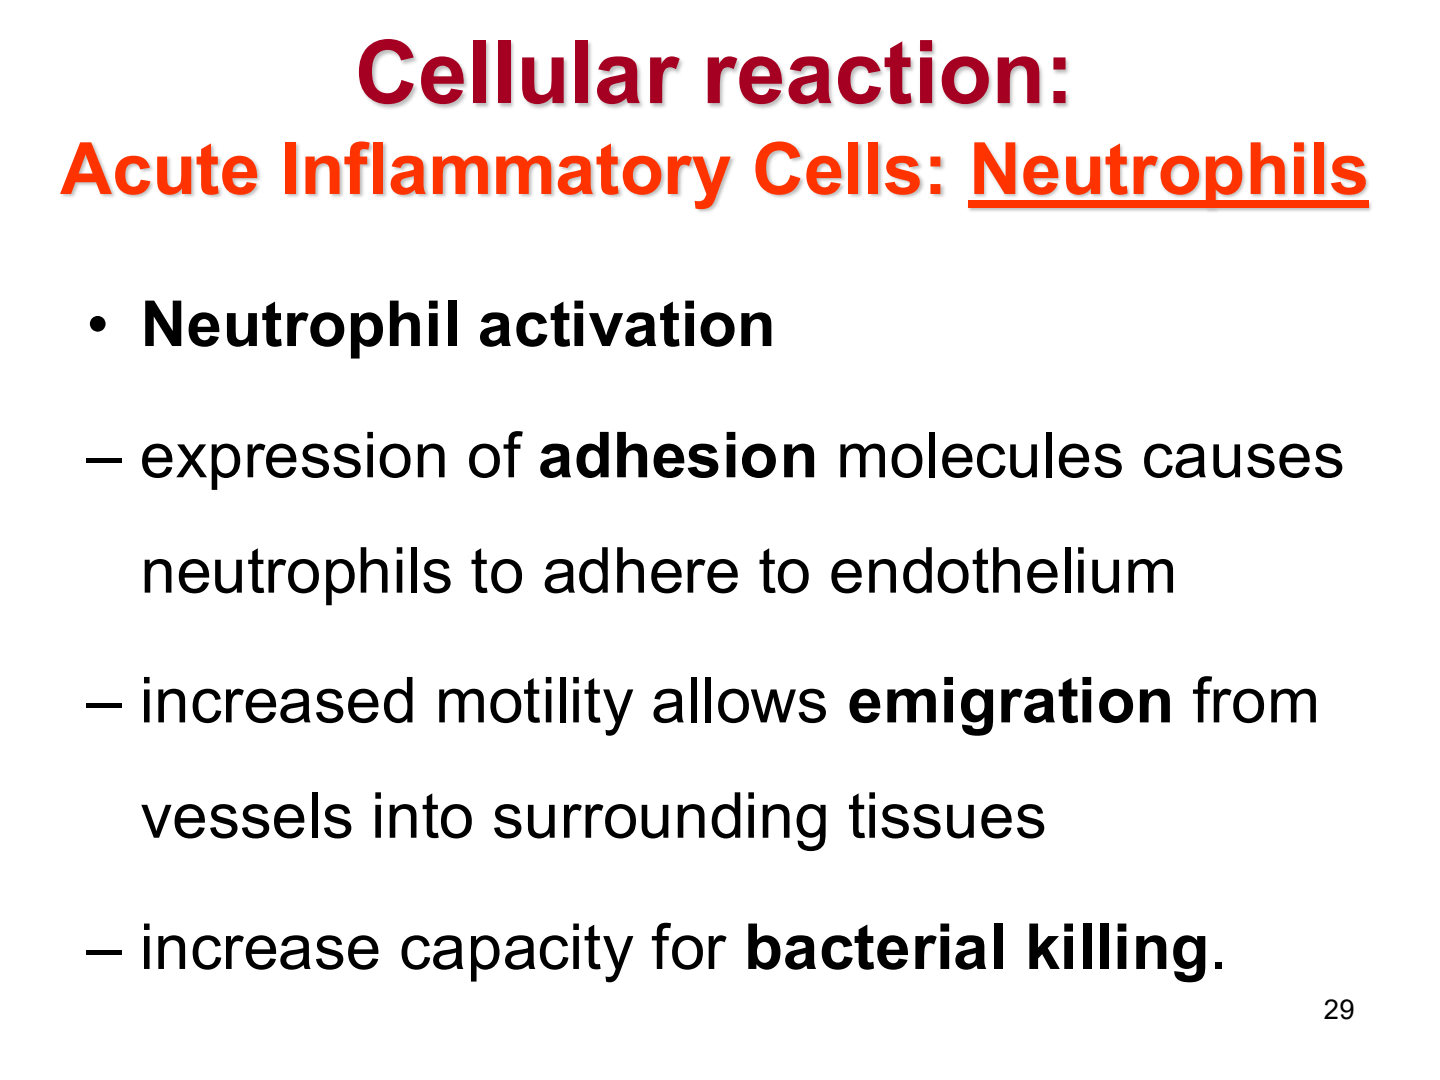 Cellular reaction:
Acute Inflammatory Cells: Neutrophils
• Neutrophil activation
– expression of adhesion molecules causes
neutrophils to adhere to endothelium
– increased motility allows emigration from
vessels into surrounding tissues
– increase capacity for bacterial killing.
29